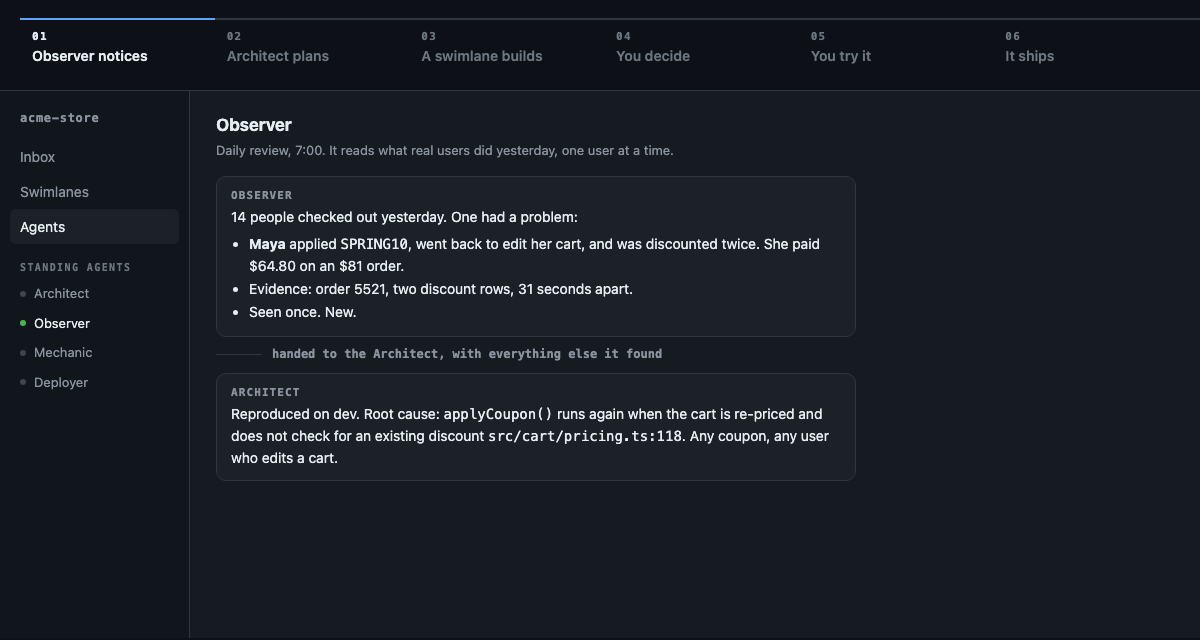 01
Observer notices
02
Architect plans
03
A swimlane builds
04
You decide
05
You try it
06
It ships
acme-store
Inbox
Swimlanes
Agents
STANDING AGENTS
Architect
Observer
Mechanic
Deployer
Observer
Daily review, 7:00. It reads what real users did yesterday, one user at a time.
OBSERVER
14 people checked out yesterday. One had a problem:
• Maya applied SPRING10, went back to edit her cart, and was discounted twice. She paid
$64.80 on an $81 order.
• Evidence: order 5521, two discount rows, 31 seconds apart.
• Seen once. New.
handed to the Architect, with everything else it found
ARCHITECT
Reproduced on dev. Root cause: applyCoupon() runs again when the cart is re-priced and
does not check for an existing discount src/cart/pricing.ts:118. Any coupon, any user
who edits a cart.